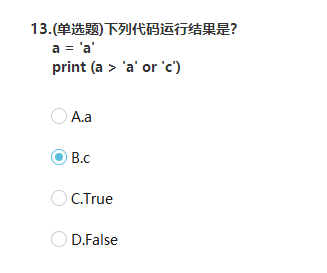 13.(单选题)下列代码运行结果是?
a = 'a'
print (a > 'a' or 'c')
A.a
B.c
C.True
D.False